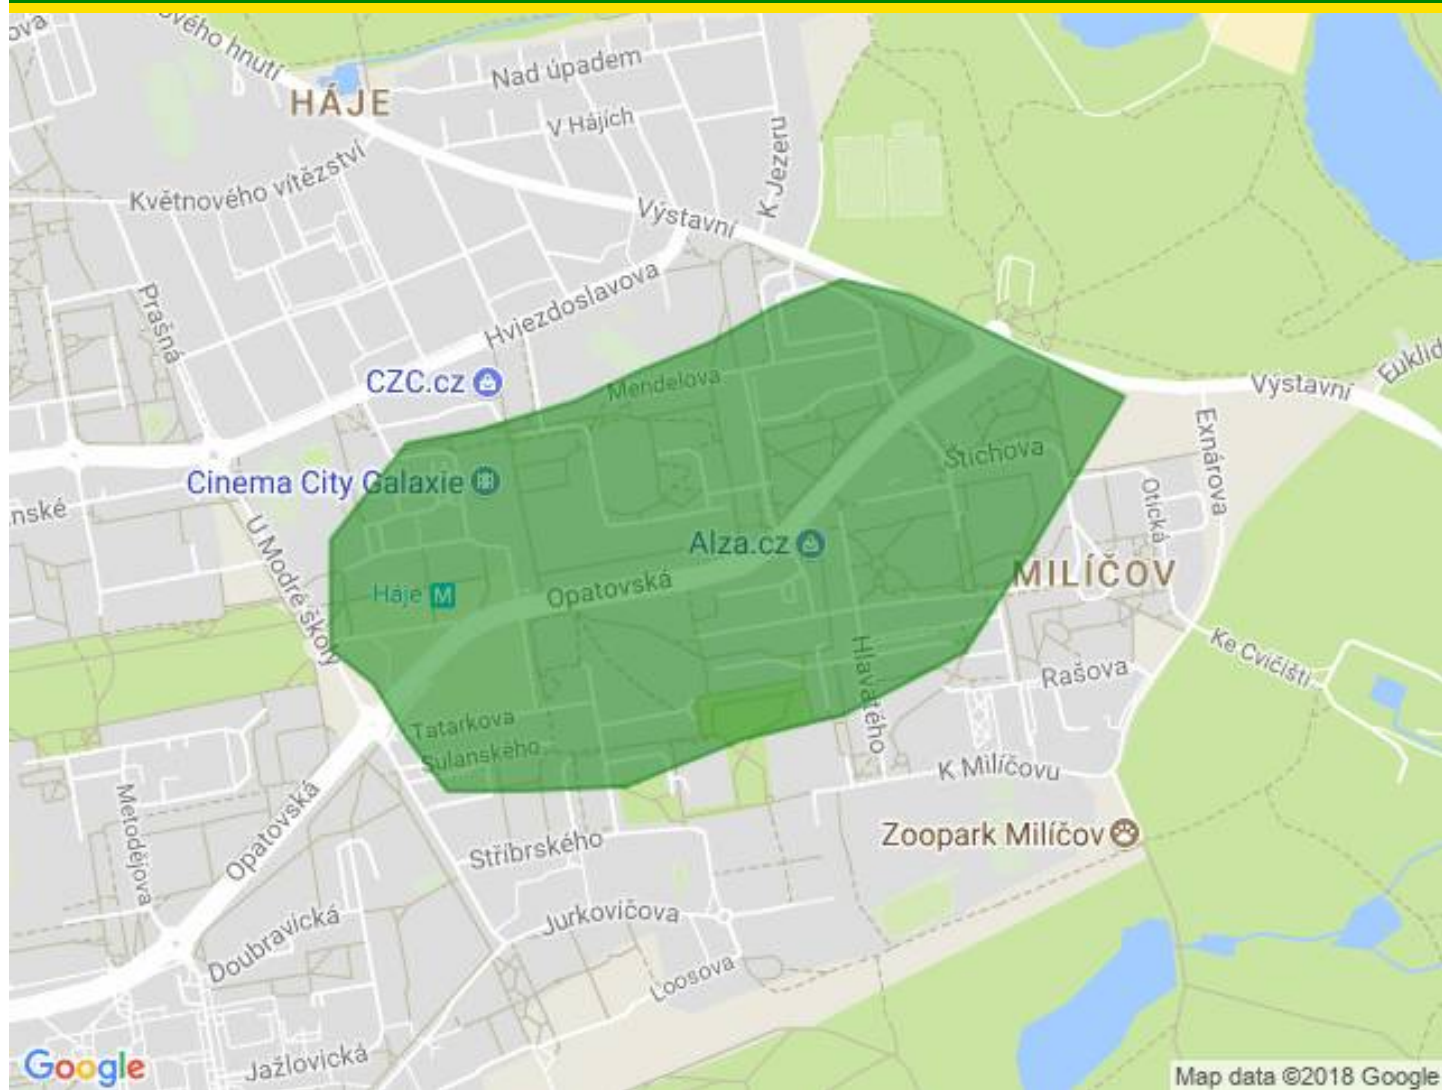 ového hnutí
ova
Nad úpadem
HÁJE
V Hájích
K Jezeru
Květnového vítězství
Výstavní
Hviezdoslavova
Prašná
CZC.cz
Mendelova
Výstavní
Euklid
Exnárova
Štichova
Cinema City Galaxie
Otická
nské
U Modré školy
Alza.cz
MILÍČOV
Háje M
Opatovská
Ke Cvičišti
Hlavatého
Rašova
Tatarkova
Sulanského
K Milíčovu
Metodějova
Opatovská
Zoopark Milíčov
Stříbrského
Jurkovičova
Doubravická
Loosova
Jažlovická
Google
Map data ©2018 Google